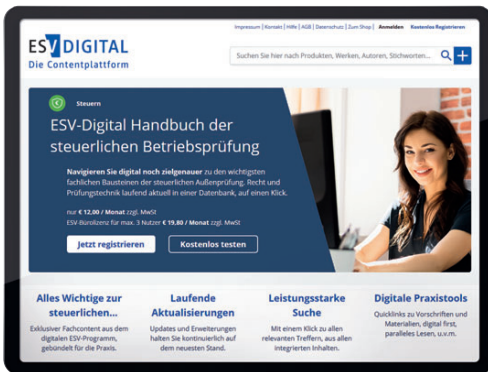 Impressum | Kontakt | Hilfe | AGB | Datenschutz | Zum Shop | Anmelden Kostenlos Registrieren
ESV DIGITAL
Die Contentplattform
Suchen Sie hier nach Produkten, Werken, Autoren, Stichworten...
Steuern
ESV-Digital Handbuch der
steuerlichen Betriebsprüfung
Navigieren Sie digital noch zielgenauer zu den wichtigsten
fachlichen Bausteinen der steuerlichen Außenprüfung. Recht und
Prüfungstechnik laufend aktuell in einer Datenbank, auf einen Klick.
nur € 12,00 / Monat zzgl. MwSt
ESV-Bürolizenz für max. 3 Nutzer € 19,80 / Monat zzgl. MwSt
Jetzt registrieren Kostenlos testen
Alles Wichtige zur
steuerlichen...
Exklusiver Fachcontent aus dem
digitalen ESV-Programm,
gebündelt für die Praxis.
Laufende
Aktualisierungen
Updates und Erweiterungen
halten Sie kontinuierlich auf
dem neuesten Stand.
Leistungsstarke
Suche
Mit einem Klick zu allen
relevanten Treffern, aus allen
integrierten Inhalten.
Digitale Praxistools
Quicklinks zu Vorschriften und
Materialien, digital first,
paralleles Lesen, u.v.m.